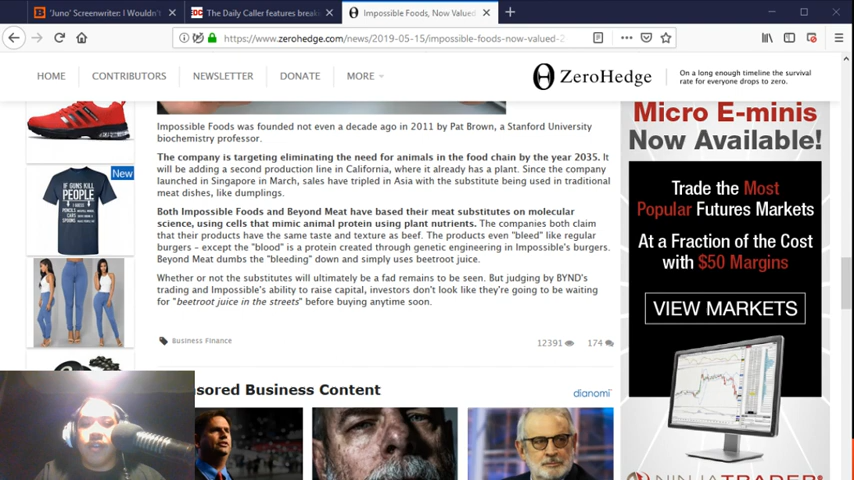 'Juno' Screenwriter: I Wouldn't
The Daily Caller features break
Impossible Foods, Now Valued
https://www.zerohedge.com/news/2019-05-15/impossible-foods-now-valued-2
HOME
CONTRIBUTORS
NEWSLETTER
DONATE
MORE
ZeroHedge
On a long enough timeline the survival
rate for everyone drops to zero.
Impossible Foods was founded not even a decade ago in 2011 by Pat Brown, a Stanford University
biochemistry professor.
The company is targeting eliminating the need for animals in the food chain by the year 2035. It
will be adding a second production line in California, where it already has a plant. Since the company
launched in Singapore in March, sales have tripled in Asia with the substitute being used in traditional
meat dishes, like dumplings.
Both Impossible Foods and Beyond Meat have based their meat substitutes on molecular
science, using cells that mimic animal protein using plant nutrients. The companies both claim
that their products have the same taste and texture as beef. The products even "bleed" like regular
burgers – except the "blood" is a protein created through genetic engineering in Impossible's burgers.
Beyond Meat dumbs the "bleeding" down and simply uses beetroot juice.
Whether or not the substitutes will ultimately be a fad remains to be seen. But judging by BYND's
trading and Impossible's ability to raise capital, investors don't look like they're going to be waiting
for "beetroot juice in the streets" before buying anytime soon.
Business Finance
12391
174
nsored Business Content
dianomi
New
IF GUNS KILL
PEOPLE
Micro E-minis
Now Available!
Trade the Most
Popular Futures Markets
At a Fraction of the Cost
with $50 Margins
VIEW MARKETS
NINJATRADER